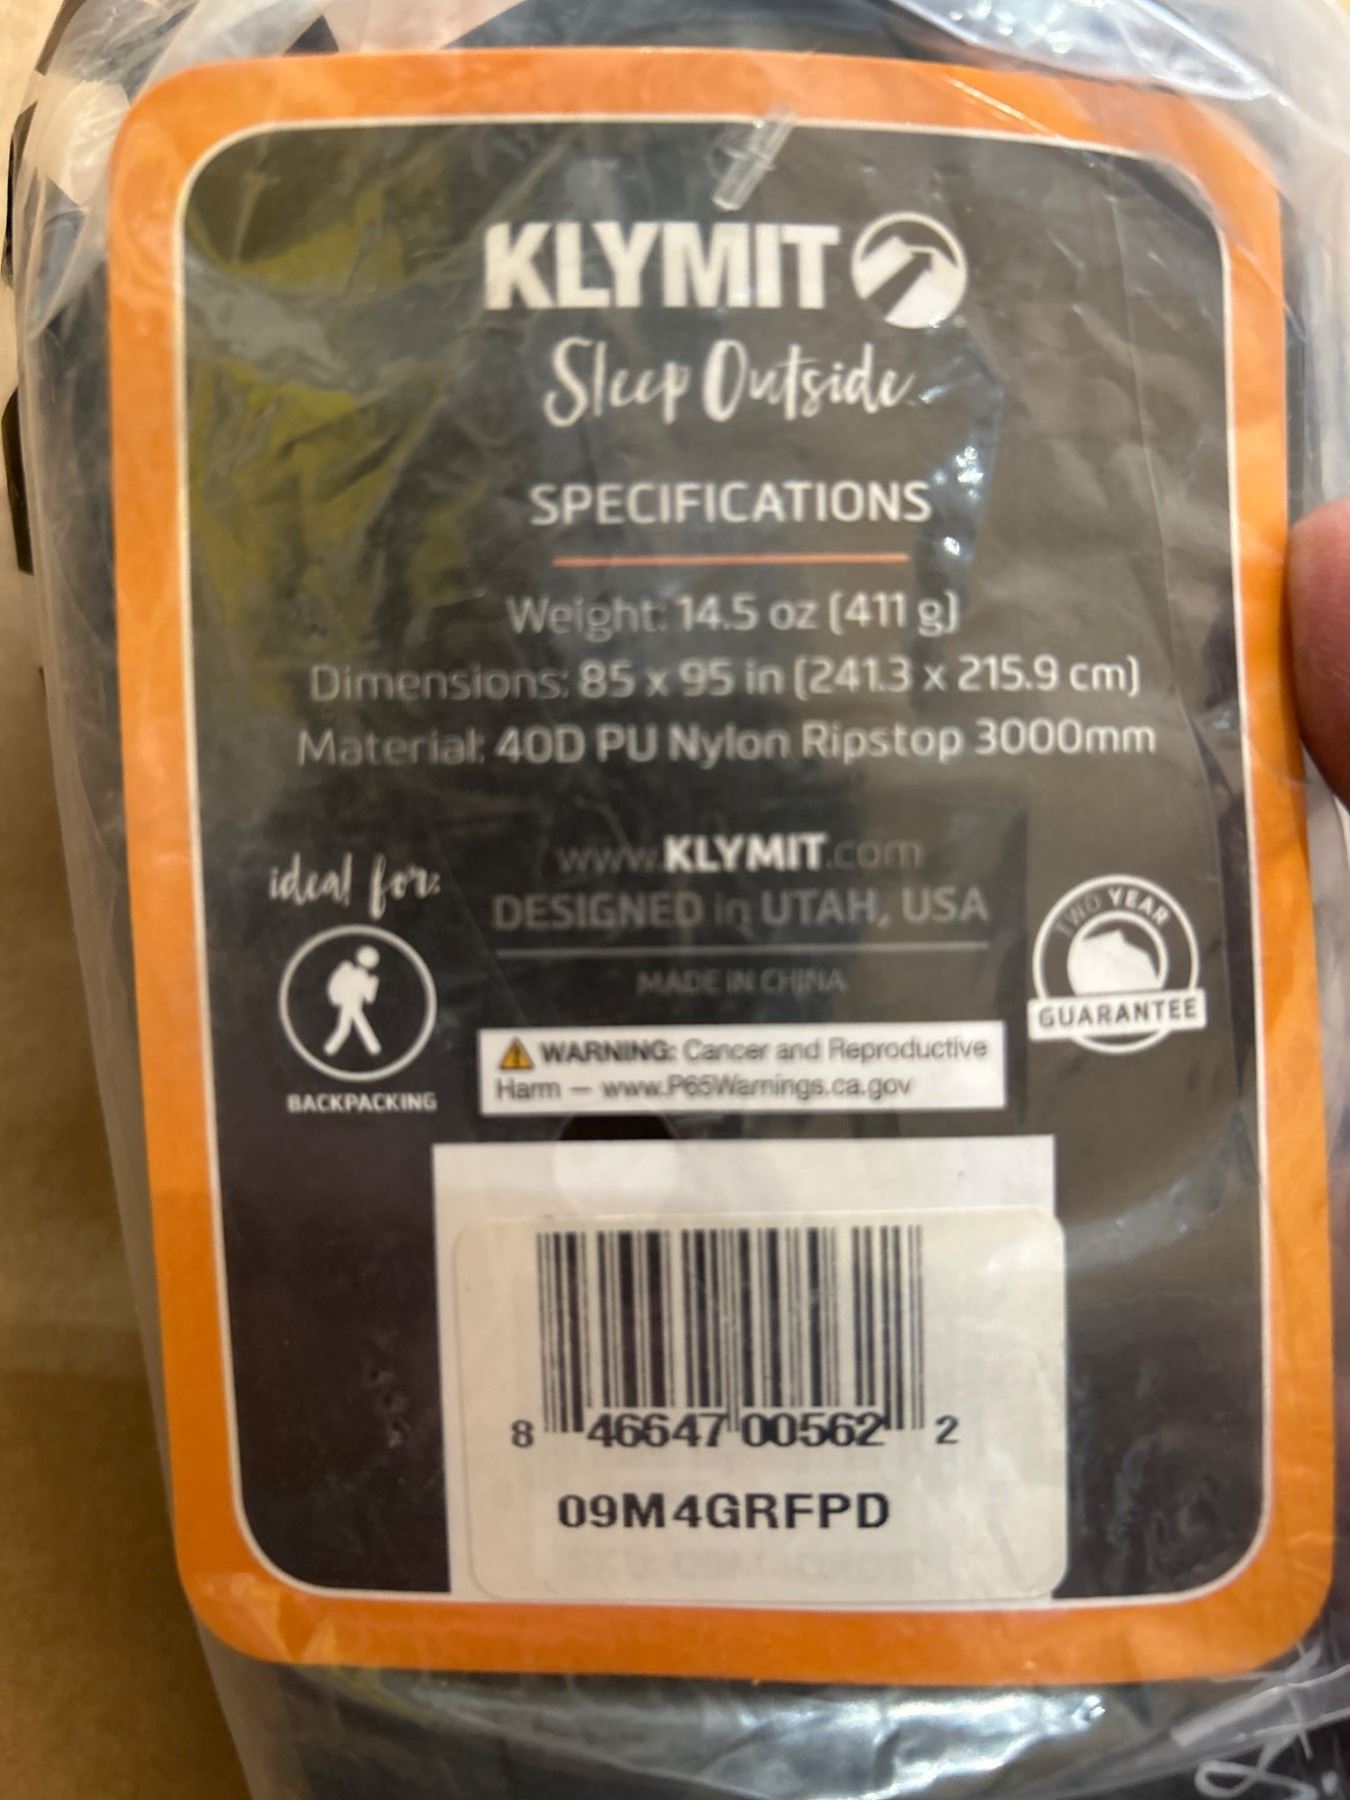 KLYMIT
Sleep Outside
SPECIFICATIONS
Weight: 14.5 oz (411 g)
Dimensions: 85 x 95 in (241.3 x 215.9 cm)
Material: 40D PU Nylon Ripstop 3000mm
ideal for:
BACKPACKING
www.KLYMIT.com
DESIGNED in UTAH, USA
MADE IN CHINA
TWO YEAR
GUARANTEE
⚠ WARNING: Cancer and Reproductive
Harm — www.P65Warnings.ca.gov
8 46647 00562 2
09M4GRFPD